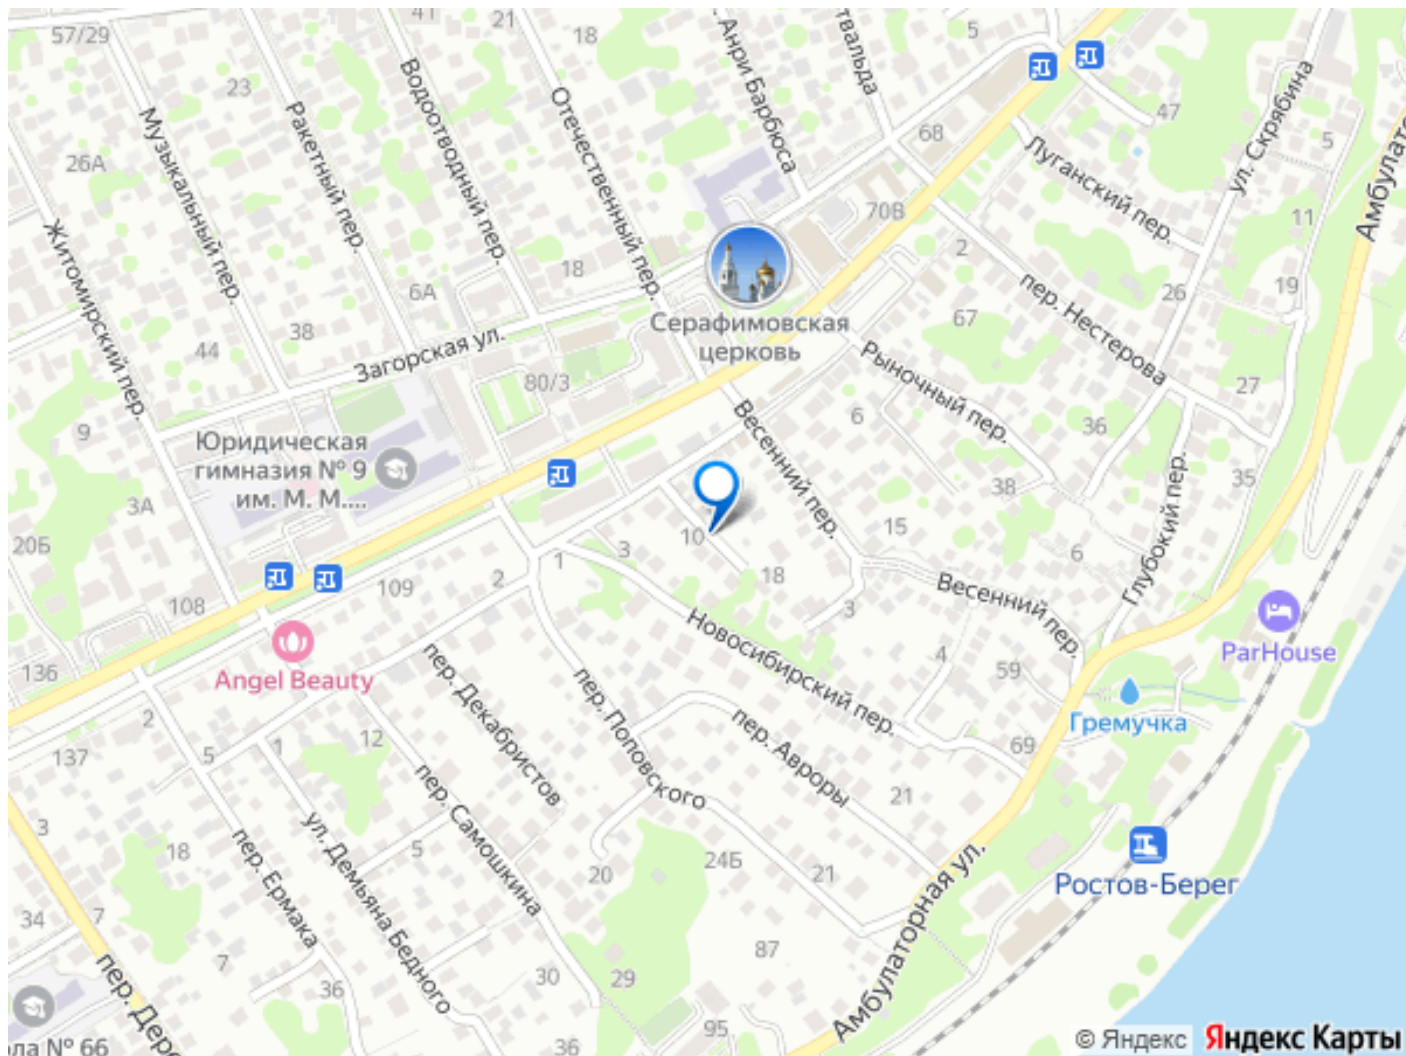 57/29
41
21
18
5
23
Водоотводный пер.
Отечественный пер.
Анри Барбюса
47
ул. Скрябина
5
Музыкальный пер.
Ракетный пер.
68
Луганский пер.
26А
70В
11
Житомирский пер.
2
18
6А
26
19
пер. Нестерова
38
44
Загорская ул.
Серафимовская
церковь
67
Рыночный пер.
80/3
27
Весенний пер.
6
36
9
Юридическая
гимназия № 9
им. М. М....
3А
38
35
Глубокий пер.
20Б
10
15
3
1
6
18
2
109
108
Весенний пер.
3
Новосибирский пер.
ParHouse
4
59
136
Angel Beauty
пер. Декабристов
пер. Поповского
пер. Авроры
Гремучка
2
12
69
137
5
1
пер. Самошкина
21
3
18
ул. Демьяна Бедного
пер. Ермака
5
20
24Б
21
Амбулаторная ул.
Ростов-Берег
34
7
7
87
30
29
36
95
36
ла № 66
© Яндекс
Яндекс Карты